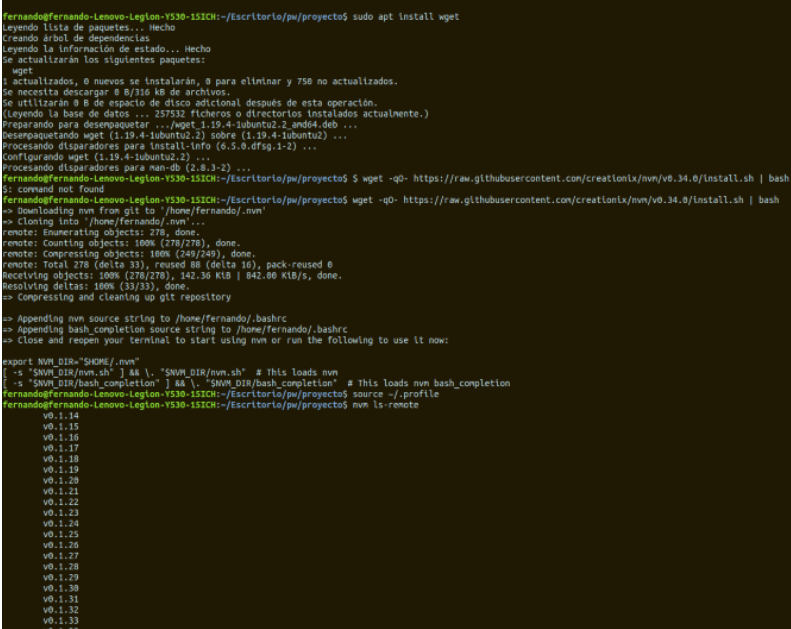 fernando@fernando-Lenovo-Legion-Y530-15ICH:~/Escritorio/pw/proyecto$ sudo apt install wget
Leyendo lista de paquetes... Hecho
Creando árbol de dependencias
Leyendo la información de estado... Hecho
Se actualizarán los siguientes paquetes:
  wget
1 actualizados, 0 nuevos se instalarán, 0 para eliminar y 750 no actualizados.
Se necesita descargar 0 B/316 kB de archivos.
Se utilizarán 0 B de espacio de disco adicional después de esta operación.
(Leyendo la base de datos ... 257532 ficheros o directorios instalados actualmente.)
Preparando para desempaquetar .../wget_1.19.4-1ubuntu2.2_amd64.deb ...
Desempaquetando wget (1.19.4-1ubuntu2.2) sobre (1.19.4-1ubuntu2) ...
Procesando disparadores para install-info (6.5.0.dfsg.1-2) ...
Configurando wget (1.19.4-1ubuntu2.2) ...
Procesando disparadores para man-db (2.8.3-2) ...
fernando@fernando-Lenovo-Legion-Y530-15ICH:~/Escritorio/pw/proyecto$ $ wget -qO- https://raw.githubusercontent.com/creationix/nvm/v0.34.0/install.sh | bash
$: command not found
fernando@fernando-Lenovo-Legion-Y530-15ICH:~/Escritorio/pw/proyecto$ wget -qO- https://raw.githubusercontent.com/creationix/nvm/v0.34.0/install.sh | bash
=> Downloading nvm from git to '/home/fernando/.nvm'
=> Cloning into '/home/fernando/.nvm'...
remote: Enumerating objects: 278, done.
remote: Counting objects: 100% (278/278), done.
remote: Compressing objects: 100% (249/249), done.
remote: Total 278 (delta 33), reused 88 (delta 16), pack-reused 0
Receiving objects: 100% (278/278), 142.36 KiB | 842.00 KiB/s, done.
Resolving deltas: 100% (33/33), done.
=> Compressing and cleaning up git repository
=> Appending nvm source string to /home/fernando/.bashrc
=> Appending bash_completion source string to /home/fernando/.bashrc
=> Close and reopen your terminal to start using nvm or run the following to use it now:
export NVM_DIR="$HOME/.nvm"
[ -s "$NVM_DIR/nvm.sh" ] && \. "$NVM_DIR/nvm.sh"  # This loads nvm
[ -s "$NVM_DIR/bash_completion" ] && \. "$NVM_DIR/bash_completion"  # This loads nvm bash_completion
fernando@fernando-Lenovo-Legion-Y530-15ICH:~/Escritorio/pw/proyecto$ source ~/.profile
fernando@fernando-Lenovo-Legion-Y530-15ICH:~/Escritorio/pw/proyecto$ nvm ls-remote
v0.1.14
v0.1.15
v0.1.16
v0.1.17
v0.1.18
v0.1.19
v0.1.20
v0.1.21
v0.1.22
v0.1.23
v0.1.24
v0.1.25
v0.1.26
v0.1.27
v0.1.28
v0.1.29
v0.1.30
v0.1.31
v0.1.32
v0.1.33